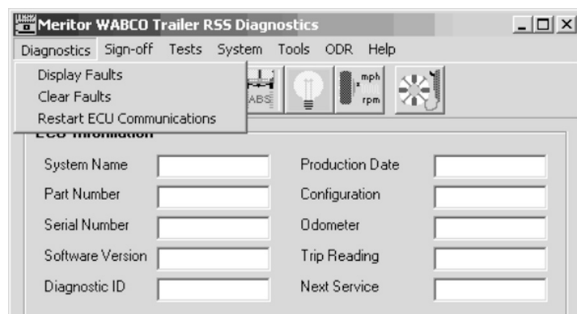 Meritor WABCO Trailer RSS Diagnostics
Diagnostics Sign-off Tests System Tools ODR Help
Display Faults
Clear Faults
Restart ECU Communications
ABS
mph
rpm
ECU Information
System Name Production Date
Part Number Configuration
Serial Number Odometer
Software Version Trip Reading
Diagnostic ID Next Service